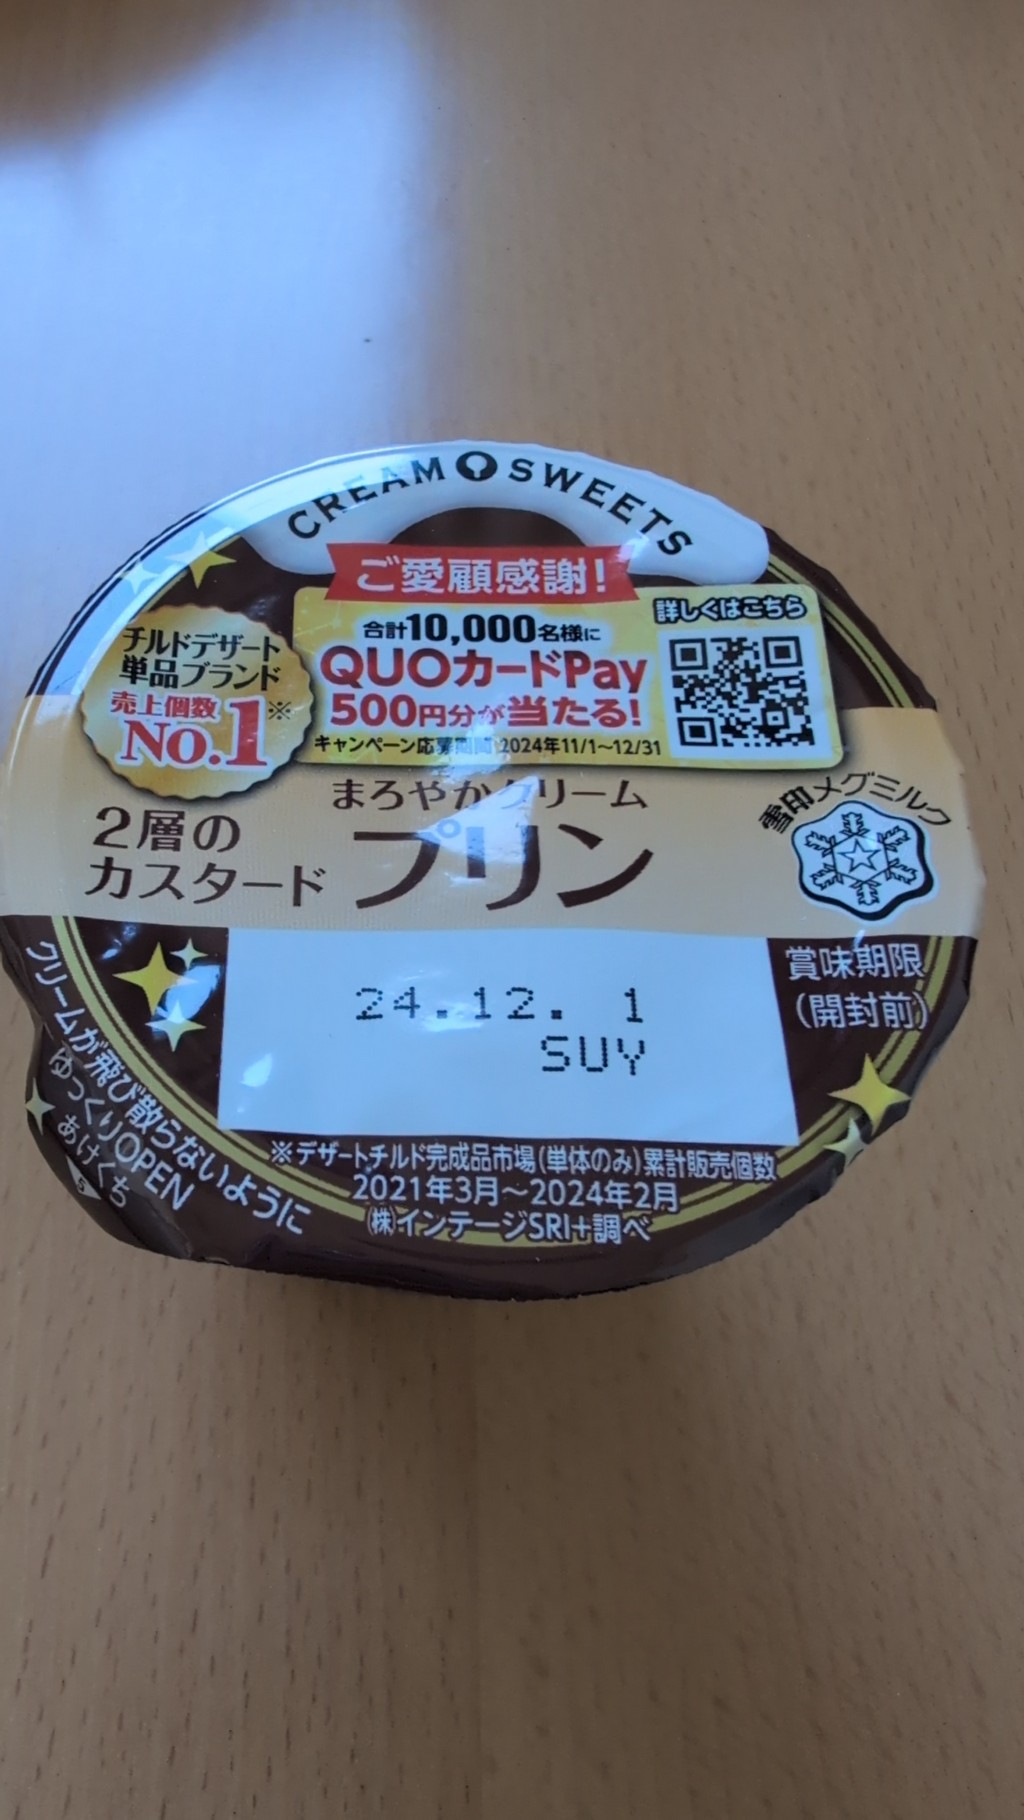 CREAM SWEETS
ご愛顧感謝!
合計10,000名様に
QUOカードPay
500円分が当たる!
キャンペーン応募期間 2024年11/1~12/31
詳しくはこちら
チルドデザート
単品ブランド
売上個数
No.1※
まろやかクリーム
2層の
カスタード
プリン
雪印メグミルク
24.12. 1
SUY
賞味期限
(開封前)
クリームが飛び散らないように
ゆっくりOPEN
あけくち
※デザートチルド完成品市場(単体のみ)累計販売個数
2021年3月~2024年2月
㈱インテージSRI+調べ